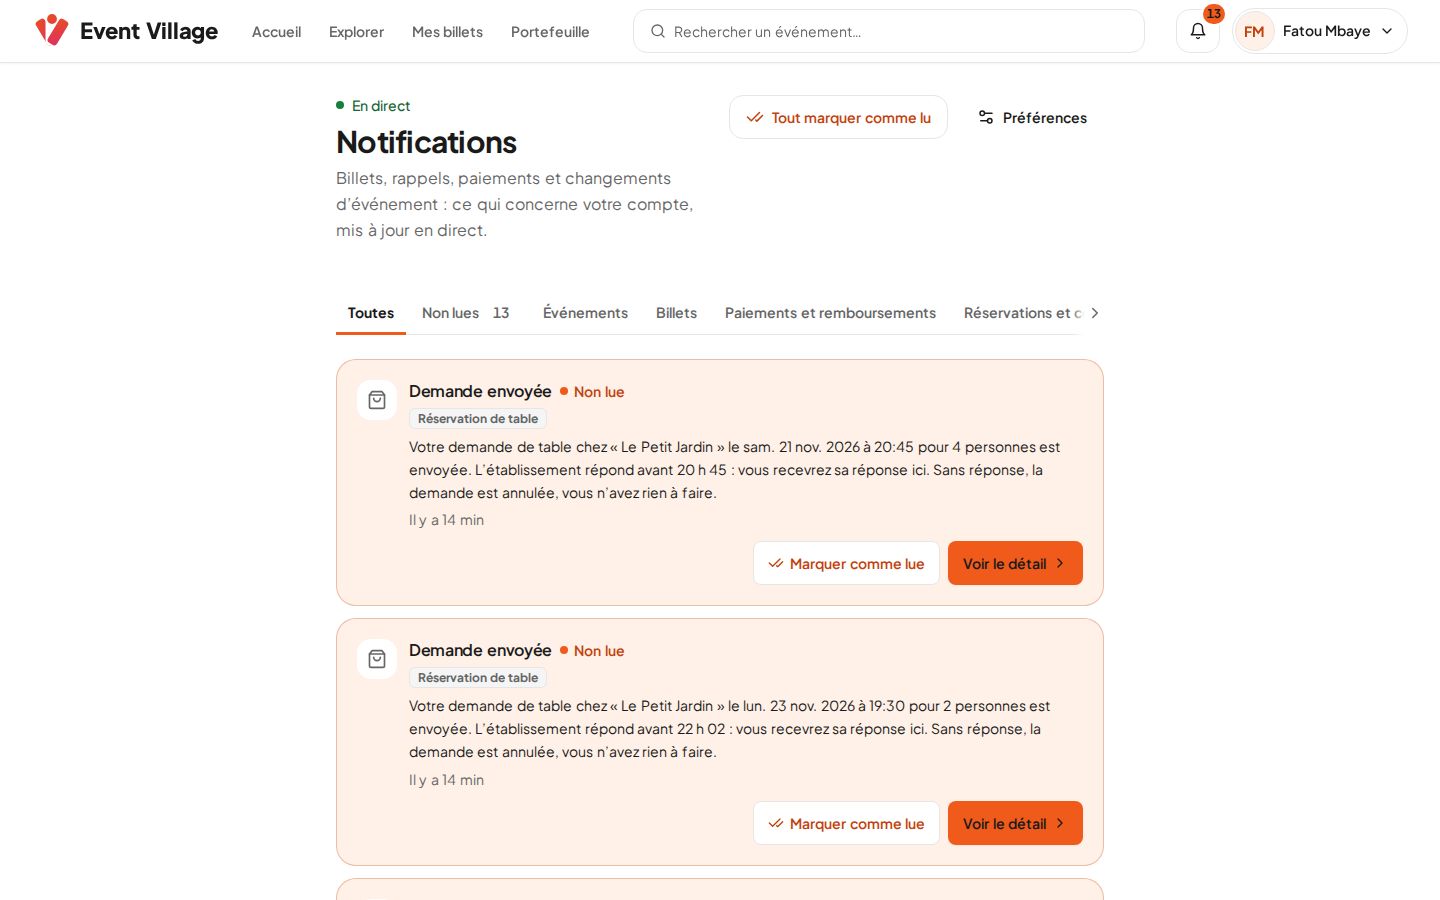 Event Village
Accueil
Explorer
Mes billets
Portefeuille
Rechercher un événement…
13
FM
Fatou Mbaye
En direct
Notifications
Billets, rappels, paiements et changements
d’événement : ce qui concerne votre compte,
mis à jour en direct.
Tout marquer comme lu
Préférences
Toutes
Non lues 13
Événements
Billets
Paiements et remboursements
Réservations et c
Demande envoyée
Non lue
Réservation de table
Votre demande de table chez « Le Petit Jardin » le sam. 21 nov. 2026 à 20:45 pour 4 personnes est
envoyée. L’établissement répond avant 20 h 45 : vous recevrez sa réponse ici. Sans réponse, la
demande est annulée, vous n’avez rien à faire.
Il y a 14 min
Marquer comme lue
Voir le détail
Demande envoyée
Non lue
Réservation de table
Votre demande de table chez « Le Petit Jardin » le lun. 23 nov. 2026 à 19:30 pour 2 personnes est
envoyée. L’établissement répond avant 22 h 02 : vous recevrez sa réponse ici. Sans réponse, la
demande est annulée, vous n’avez rien à faire.
Il y a 14 min
Marquer comme lue
Voir le détail